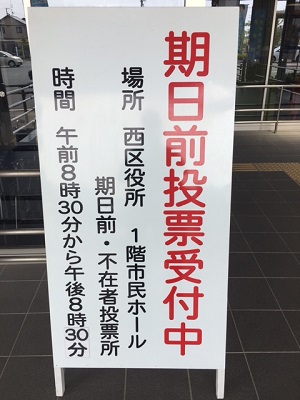 期日前投票受付中
場所 西区役所 1階市民ホール
期日前・不在者投票所
時間 午前8時30分から午後8時30分